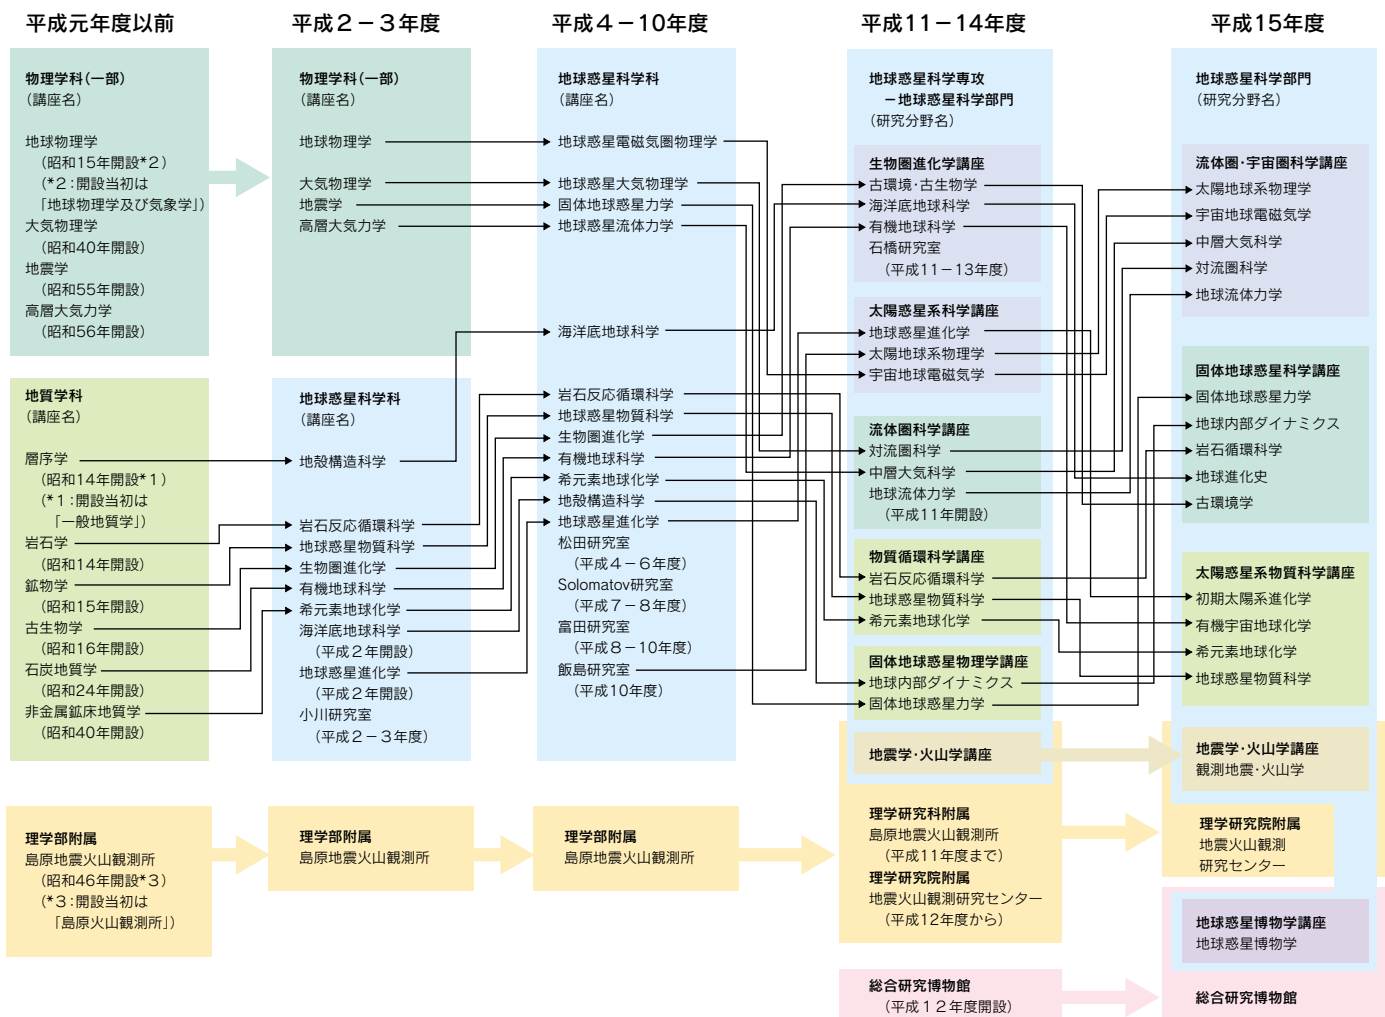 平成元年度以前
物理学科(一部)
(講座名)
地球物理学
(昭和15年開設*2)
(*2:開設当初は
「地球物理学及び気象学」)
大気物理学
(昭和40年開設)
地震学
(昭和55年開設)
高層大気力学
(昭和56年開設)
地質学科
(講座名)
層序学
(昭和14年開設*1)
(*1:開設当初は
「一般地質学」)
岩石学
(昭和14年開設)
鉱物学
(昭和15年開設)
古生物学
(昭和16年開設)
石炭地質学
(昭和24年開設)
非金属鉱床地質学
(昭和40年開設)
理学部附属
島原地震火山観測所
(昭和46年開設*3)
(*3:開設当初は
「島原火山観測所」)
平成2-3年度
物理学科(一部)
(講座名)
地球物理学
大気物理学
地震学
高層大気力学
地球惑星科学科
(講座名)
地殻構造科学
岩石反応循環科学
地球惑星物質科学
生物圏進化学
有機地球科学
希元素地球化学
海洋底地球科学
(平成2年開設)
地球惑星進化学
(平成2年開設)
小川研究室
(平成2-3年度)
理学部附属
島原地震火山観測所
平成4-10年度
地球惑星科学科
(講座名)
地球惑星電磁気圏物理学
地球惑星大気物理学
固体地球惑星力学
地球惑星流体力学
海洋底地球科学
岩石反応循環科学
地球惑星物質科学
生物圏進化学
有機地球科学
希元素地球化学
地殻構造科学
地球惑星進化学
松田研究室
(平成4-6年度)
Solomatov研究室
(平成7-8年度)
富田研究室
(平成8-10年度)
飯島研究室
(平成10年度)
理学部附属
島原地震火山観測所
平成11-14年度
地球惑星科学専攻
-地球惑星科学部門
(研究分野名)
生物圏進化学講座
古環境・古生物学
海洋底地球科学
有機地球科学
石橋研究室
(平成11-13年度)
太陽惑星系科学講座
地球惑星進化学
太陽地球系物理学
宇宙地球電磁気学
流体圏科学講座
対流圏科学
中層大気科学
地球流体力学
(平成11年開設)
物質循環科学講座
岩石反応循環科学
地球惑星物質科学
希元素地球化学
固体地球惑星物理学講座
地球内部ダイナミクス
固体地球惑星力学
地震学・火山学講座
理学研究科附属
島原地震火山観測所
(平成11年度まで)
理学研究院附属
地震火山観測研究センター
(平成12年度から)
総合研究博物館
(平成12年度開設)
平成15年度
地球惑星科学部門
(研究分野名)
流体圏・宇宙圏科学講座
太陽地球系物理学
宇宙地球電磁気学
中層大気科学
対流圏科学
地球流体力学
固体地球惑星科学講座
固体地球惑星力学
地球内部ダイナミクス
岩石循環科学
地球進化史
古環境学
太陽惑星系物質科学講座
初期太陽系進化学
有機宇宙地球化学
希元素地球化学
地球惑星物質科学
地震学・火山学講座
観測地震・火山学
理学研究院附属
地震火山観測
研究センター
地球惑星博物学講座
地球惑星博物学
総合研究博物館